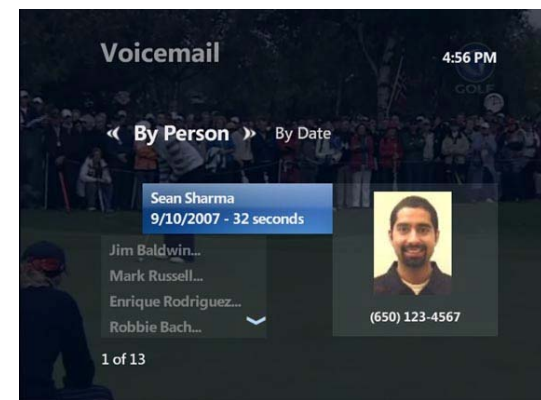 Voicemail
4:56 PM
GOLF
« By Person » By Date
Sean Sharma
9/10/2007 - 32 seconds
Jim Baldwin...
Mark Russell...
Enrique Rodriguez...
Robbie Bach...
(650) 123-4567
1 of 13